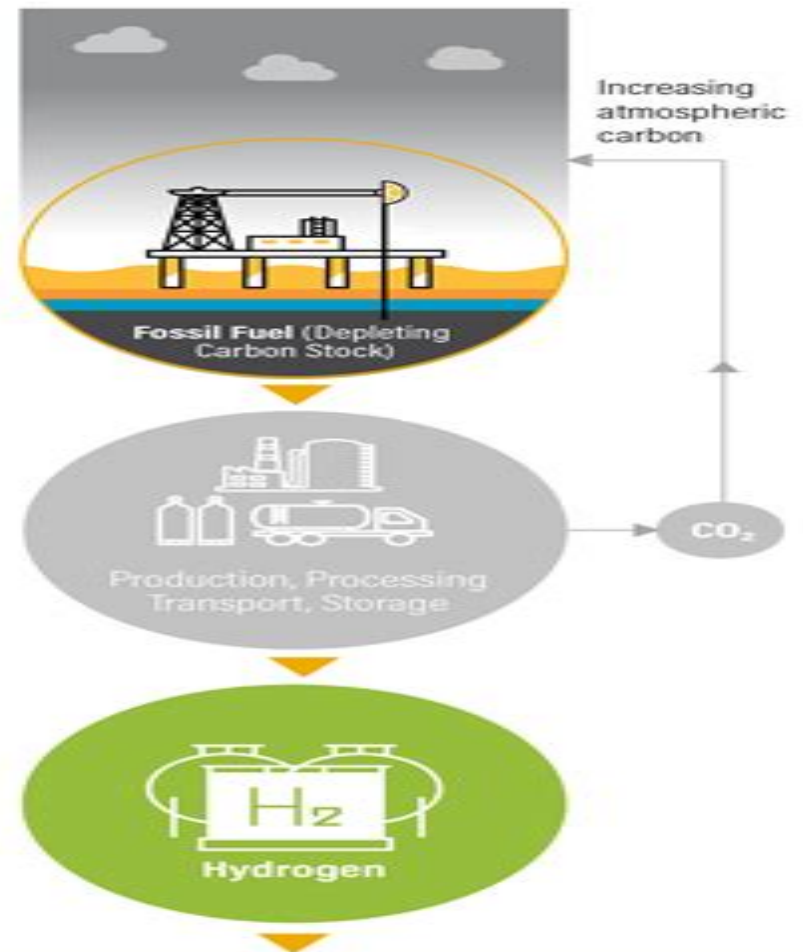 Increasing
atmospheric
carbon
Fossil Fuel (Depleting
Carbon Stock)
CO₂
Production, Processing
Transport, Storage
H₂
Hydrogen